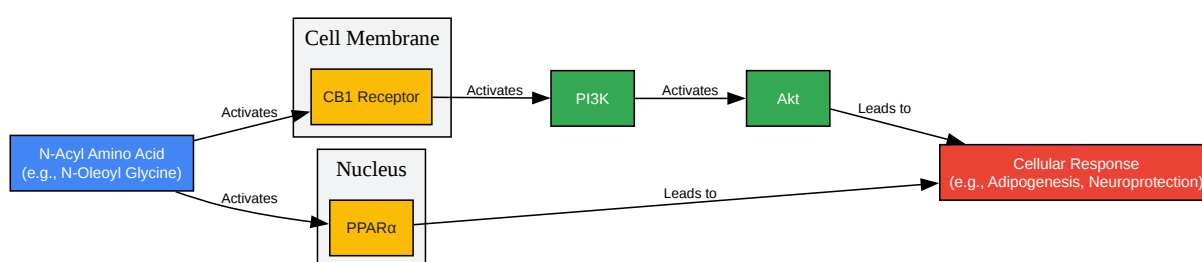 Cell Membrane
CB1 Receptor
Activates
PI3K
Activates
Akt
Leads to
Activates
N-Acyl Amino Acid
(e.g., N-Oleoyl Glycine)
Cellular Response
(e.g., Adipogenesis, Neuroprotection)
Nucleus
Activates
Leads to
PPARα